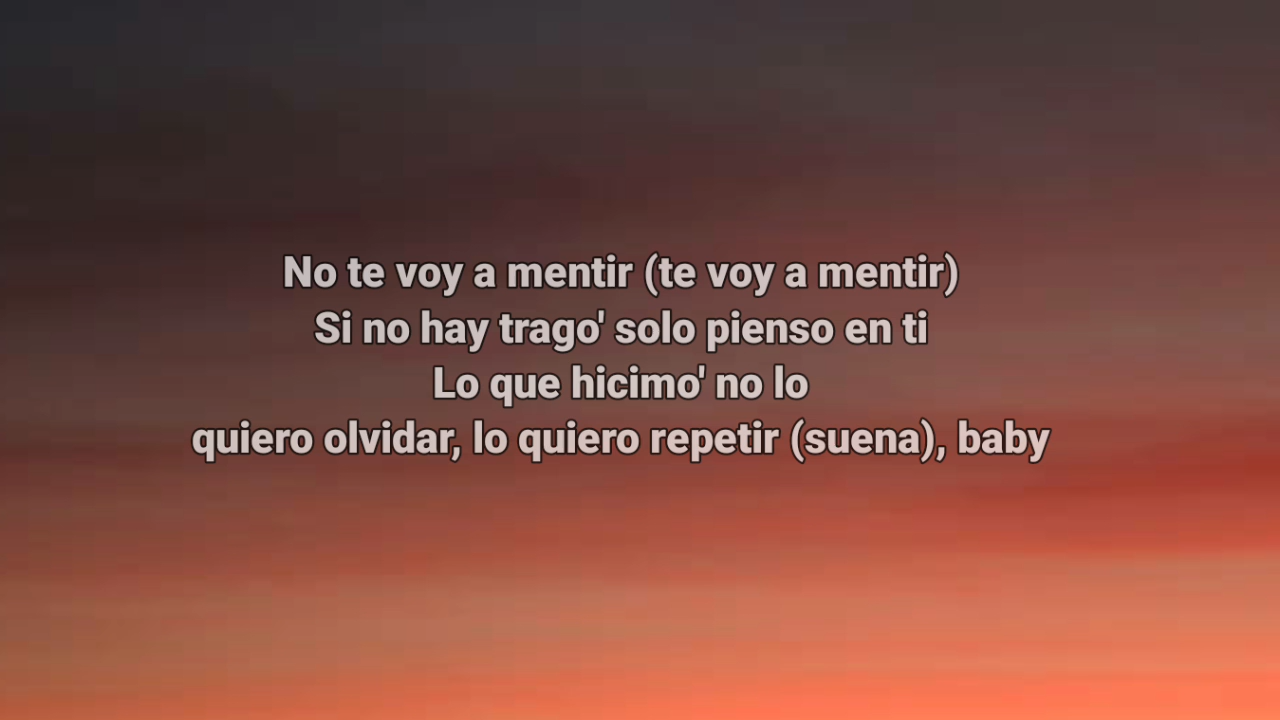 No te voy a mentir (te voy a mentir)
Si no hay trago' solo pienso en ti
Lo que hicimo' no lo
quiero olvidar, lo quiero repetir (suena), baby